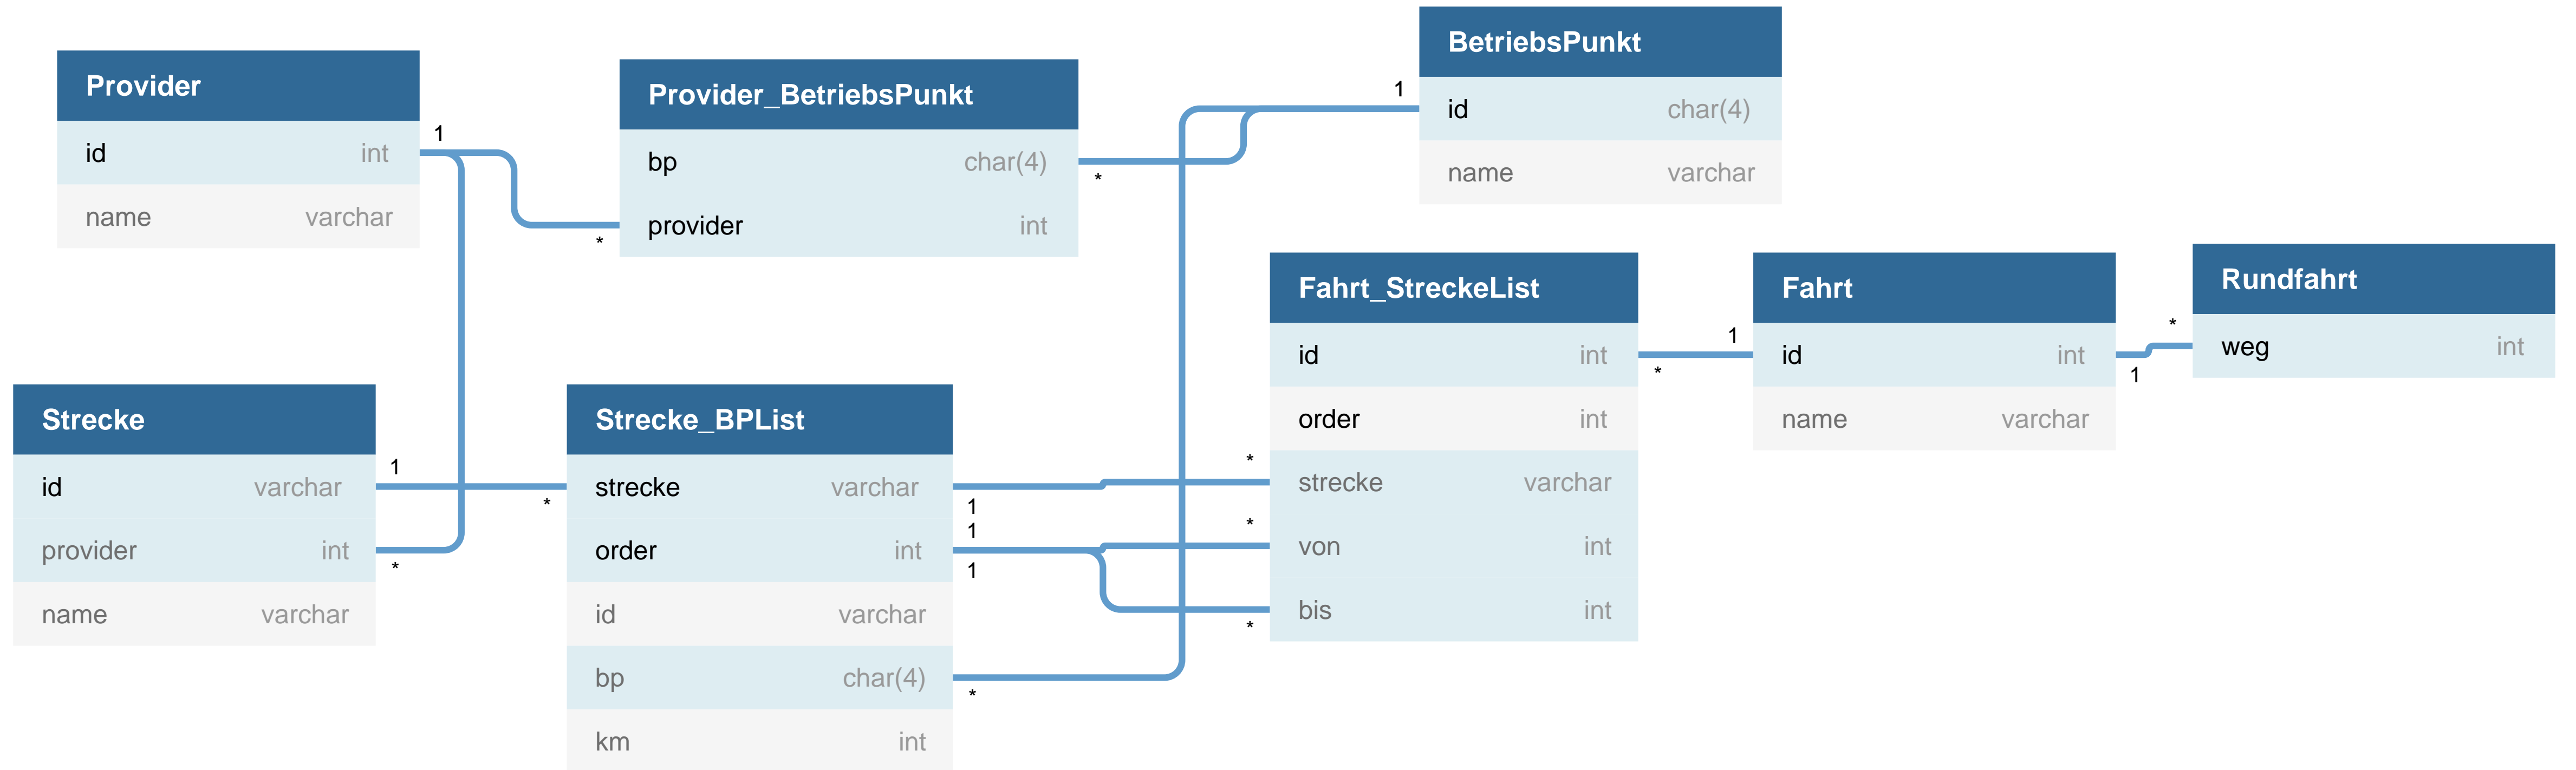 Provider
id int
name varchar
1
*
Provider_BetriebsPunkt
bp char(4)
provider int
*
*
BetriebsPunkt
id char(4)
name varchar
1
Strecke
id varchar
provider int
name varchar
1
*
*
Strecke_BPList
strecke varchar
order int
id varchar
bp char(4)
km int
1
1
1
*
Fahrt_StreckeList
id int
order int
strecke varchar
von int
bis int
*
*
*
*
1
Fahrt
id int
name varchar
1
*
Rundfahrt
weg int